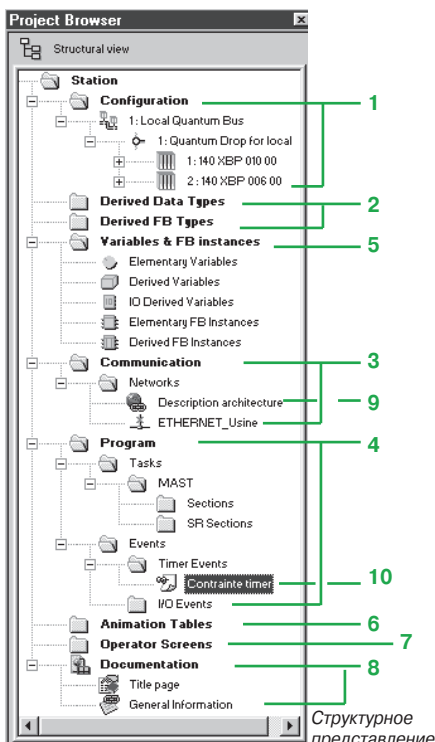 Project Browser
Structural view
Station
Configuration 1
1: Local Quantum Bus
1: Quantum Drop for local
1: 140 XBP 010 00
2 : 140 XBP 006 00
Derived Data Types 2
Derived FB Types
Variables & FB instances 5
Elementary Variables
Derived Variables
IO Derived Variables
Elementary FB Instances
Derived FB Instances
Communication 3
Networks
Description architecture 9
ETHERNET_Usine
Program 4
Tasks
MAST
Sections
SR Sections
Events
Timer Events
Contrainte timer 10
I/O Events
Animation Tables 6
Operator Screens 7
Documentation 8
Title page
General Information
Структурное
представление